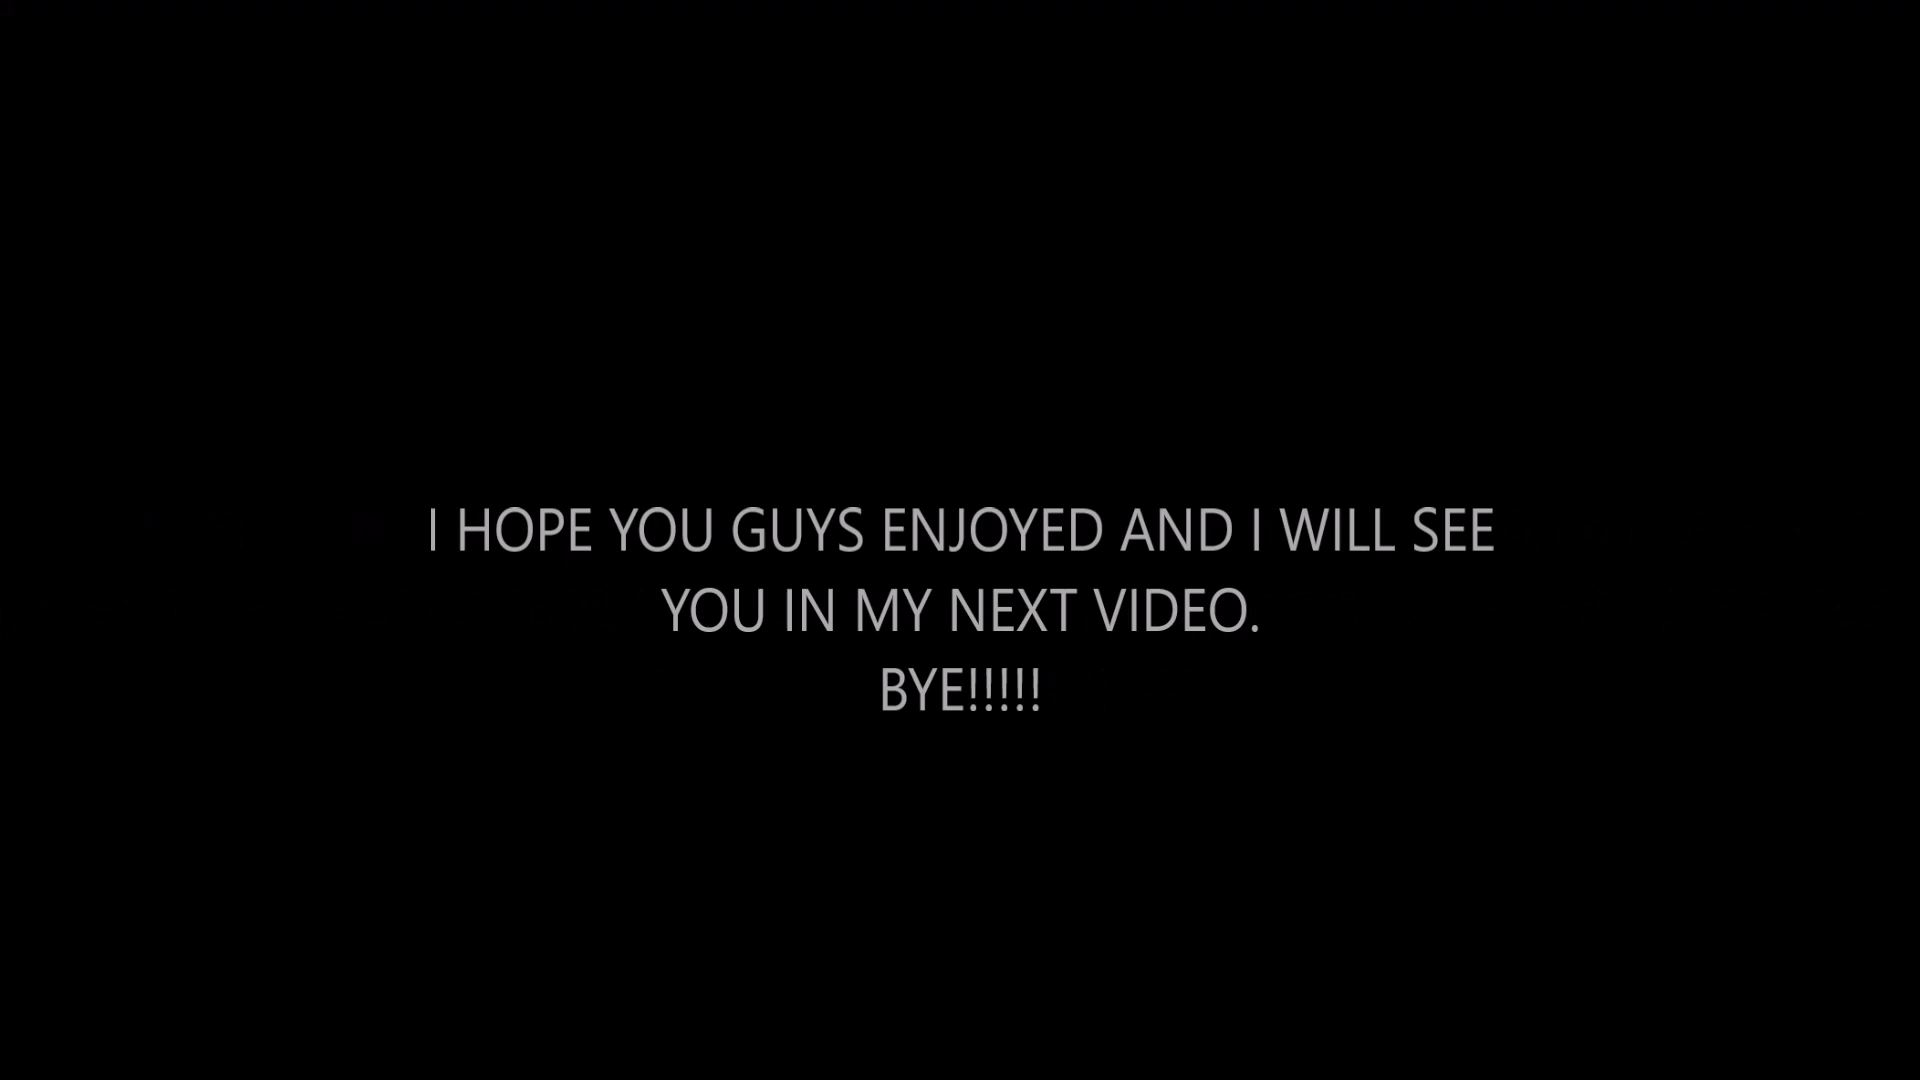 I HOPE YOU GUYS ENJOYED AND I WILL SEE
YOU IN MY NEXT VIDEO.
BYE!!!!!